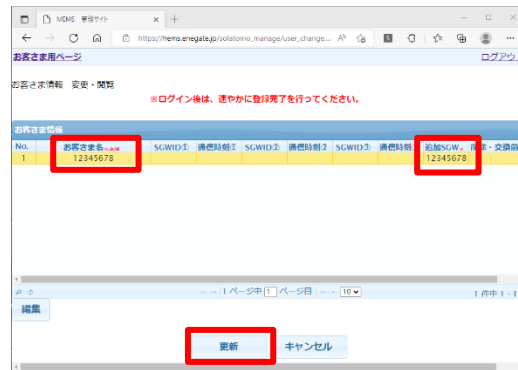 MEMS 管理サイト
https://hems.enegate.jp/solatomo_manage/user_change...
お客さま用ページ ログアウ
お客さま情報 変更・閲覧
※ログイン後は、速やかに登録完了を行ってください。
お客さま情報
No. お客さま名 SGWID① 通信時刻① SGWID② 通信時刻② SGWID③ 通信時刻 追加SGW 削除・交換前
1 12345678 12345678
1 ページ中 1 ページ目 10 1 件中 1 - 1
編集
更新 キャンセル